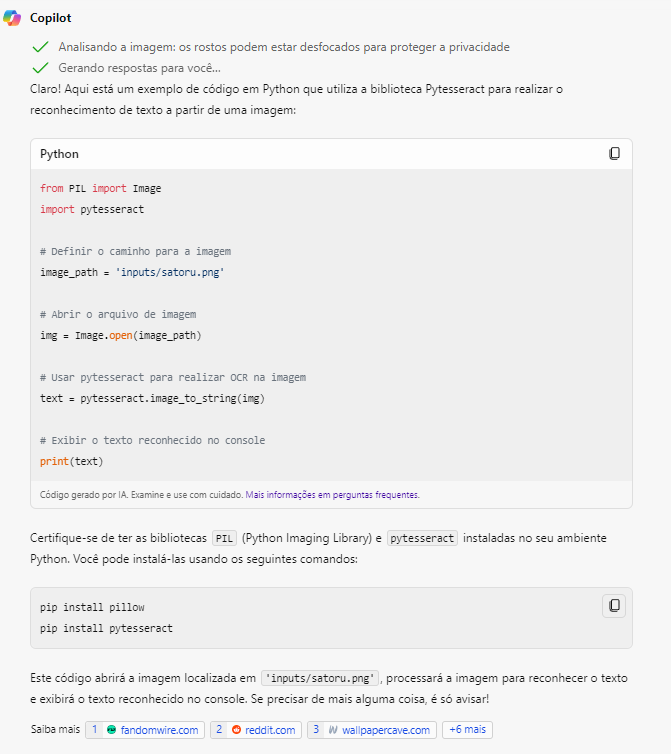 Copilot
Analisando a imagem: os rostos podem estar desfocados para proteger a privacidade
Gerando respostas para você...
Claro! Aqui está um exemplo de código em Python que utiliza a biblioteca Pytesseract para realizar o
reconhecimento de texto a partir de uma imagem:
Python
from PIL import Image
import pytesseract
# Definir o caminho para a imagem
image_path = 'inputs/satoru.png'
# Abrir o arquivo de imagem
img = Image.open(image_path)
# Usar pytesseract para realizar OCR na imagem
text = pytesseract.image_to_string(img)
# Exibir o texto reconhecido no console
print(text)
Código gerado por IA. Examine e use com cuidado. Mais informações em perguntas frequentes.
Certifique-se de ter as bibliotecas PIL (Python Imaging Library) e pytesseract instaladas no seu ambiente
Python. Você pode instalá-las usando os seguintes comandos:
pip install pillow
pip install pytesseract
Este código abrirá a imagem localizada em 'inputs/satoru.png', processará a imagem para reconhecer o texto
e exibirá o texto reconhecido no console. Se precisar de mais alguma coisa, é só avisar!
Saiba mais 1 fandomwire.com 2 reddit.com 3 W wallpapercave.com +6 mais